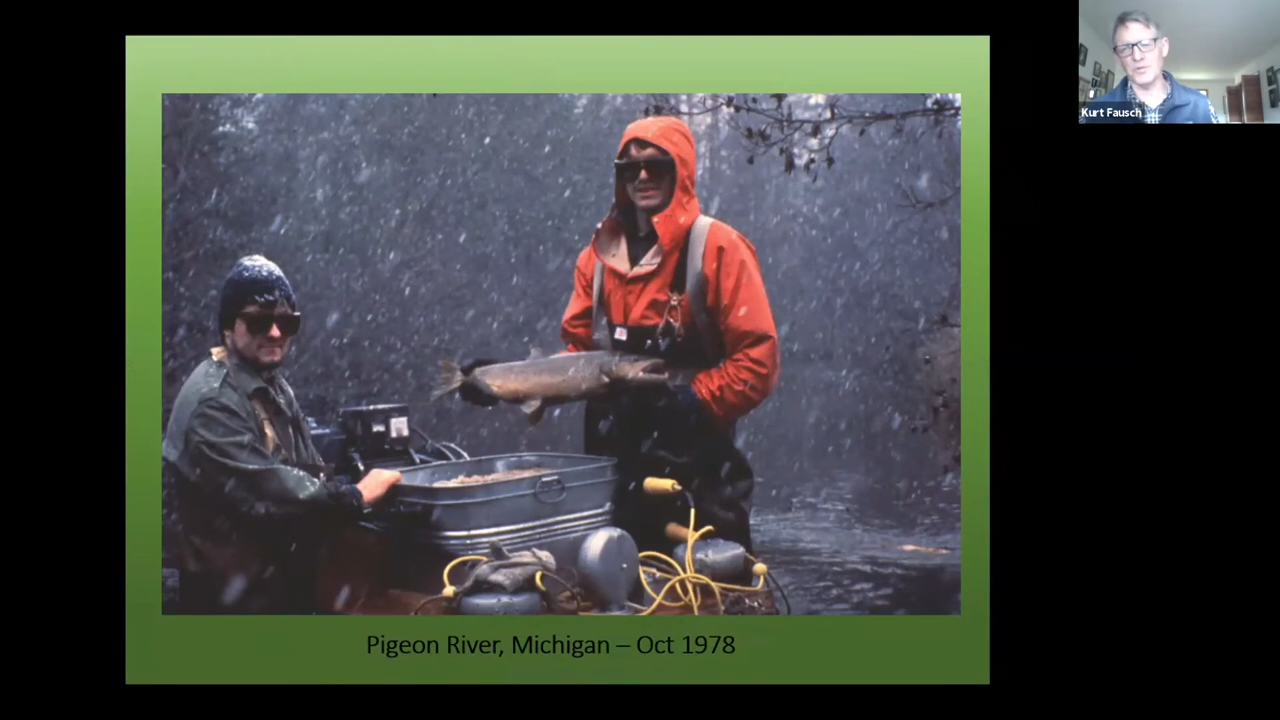 Kurt Fausch
Pigeon River, Michigan – Oct 1978